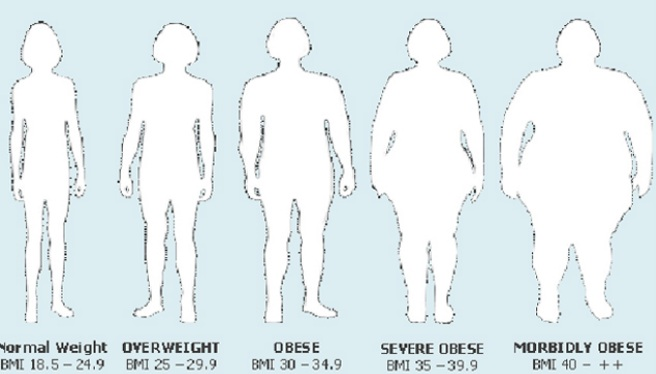 Normal Weight
BMI 18.5 – 24.9
OVERWEIGHT
BMI 25 –29.9
OBESE
BMI 30 – 34.9
SEVERE OBESE
BMI 35 –39.9
MORBIDLY OBESE
BMI 40 – ++